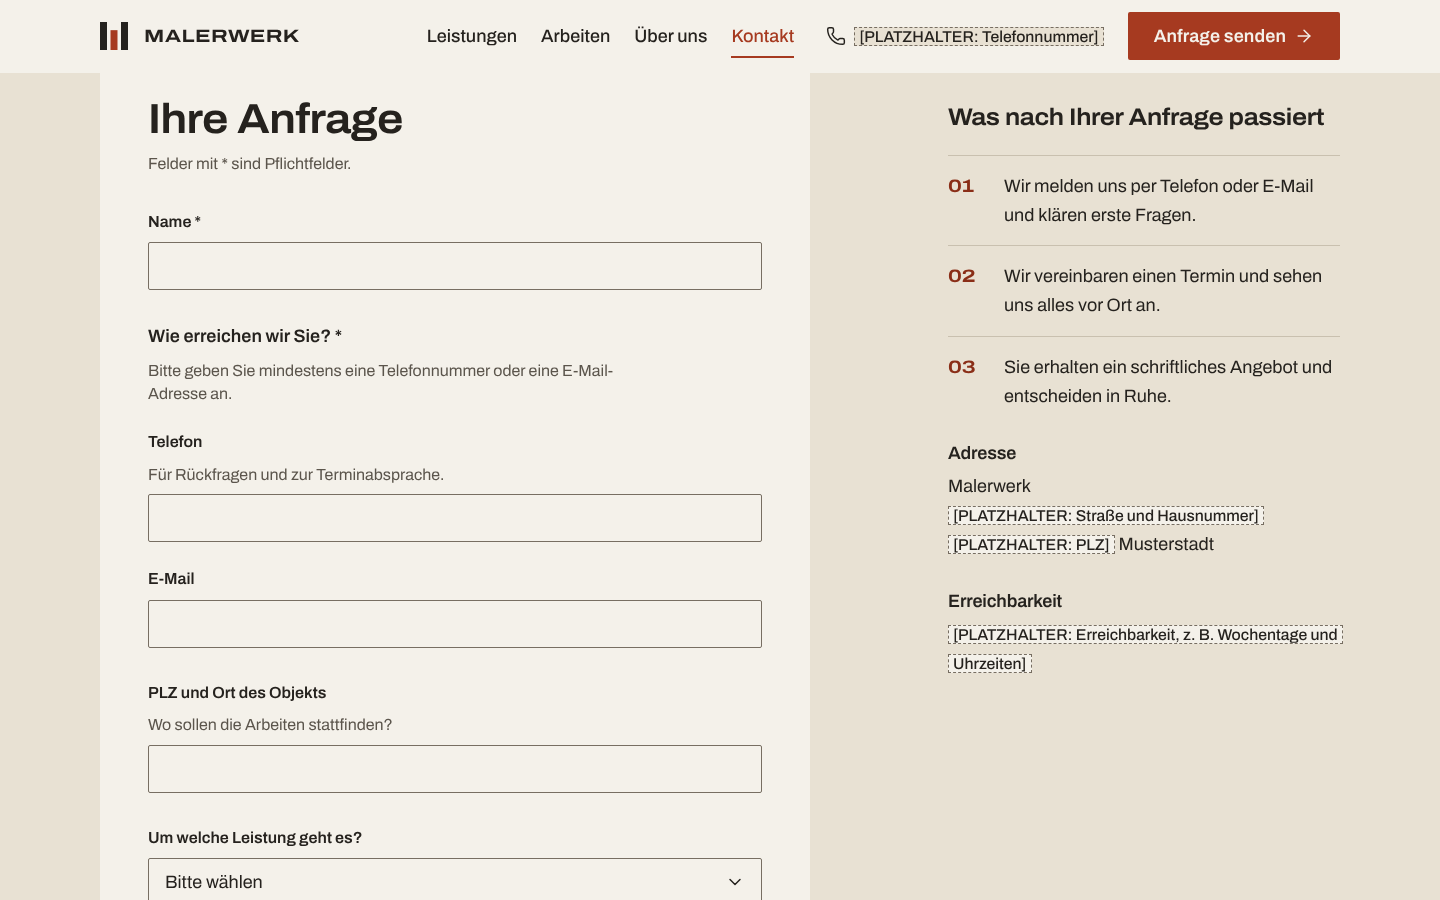 MALERWERK
Leistungen
Arbeiten
Über uns
Kontakt
[PLATZHALTER: Telefonnummer]
Anfrage senden
Ihre Anfrage
Felder mit * sind Pflichtfelder.
Name *
Wie erreichen wir Sie? *
Bitte geben Sie mindestens eine Telefonnummer oder eine E-Mail-
Adresse an.
Telefon
Für Rückfragen und zur Terminabsprache.
E-Mail
PLZ und Ort des Objekts
Wo sollen die Arbeiten stattfinden?
Um welche Leistung geht es?
Bitte wählen
Was nach Ihrer Anfrage passiert
01 Wir melden uns per Telefon oder E-Mail
und klären erste Fragen.
02 Wir vereinbaren einen Termin und sehen
uns alles vor Ort an.
03 Sie erhalten ein schriftliches Angebot und
entscheiden in Ruhe.
Adresse
Malerwerk
[PLATZHALTER: Straße und Hausnummer]
[PLATZHALTER: PLZ] Musterstadt
Erreichbarkeit
[PLATZHALTER: Erreichbarkeit, z. B. Wochentage und
Uhrzeiten]